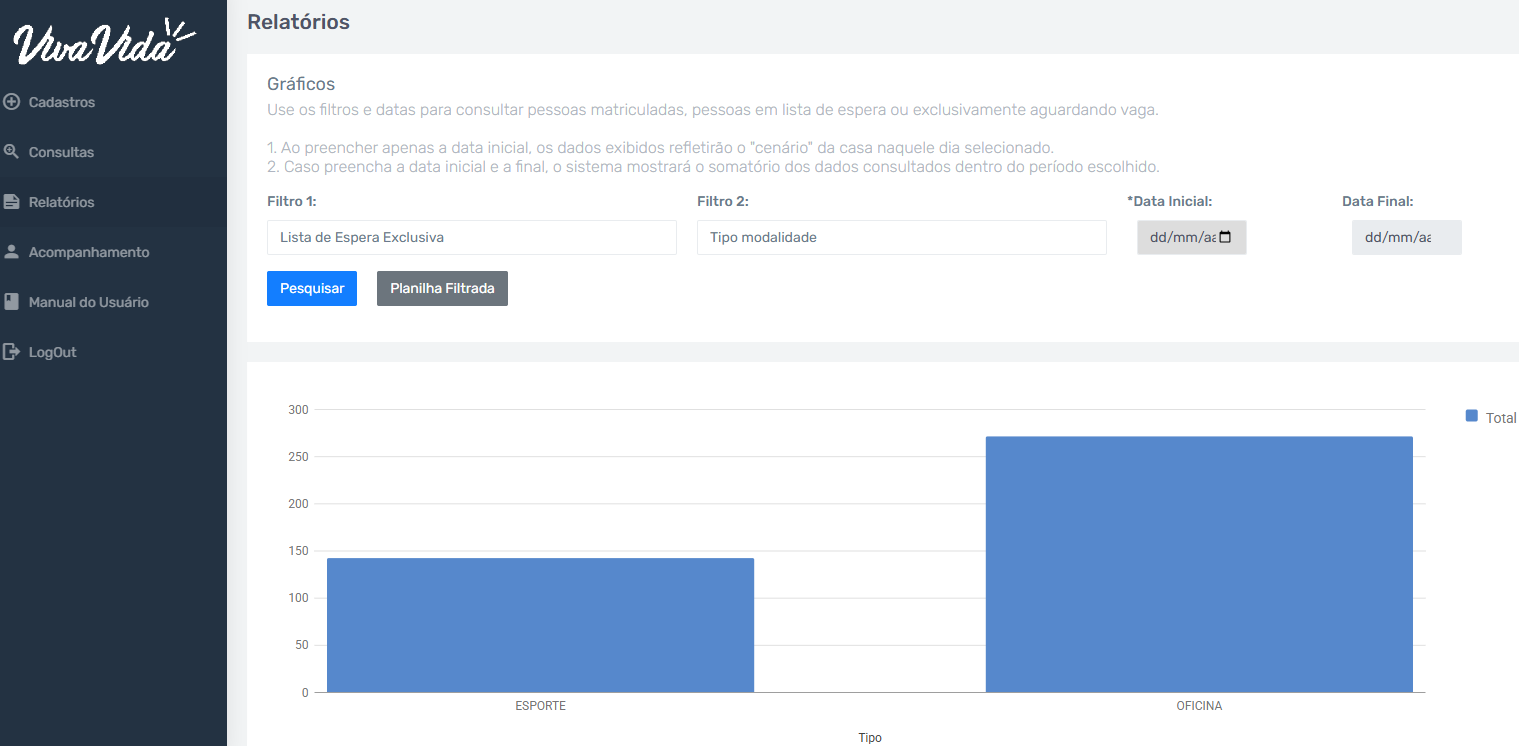 Viva Vida
Relatórios
Cadastros
Consultas
Relatórios
Acompanhamento
Manual do Usuário
LogOut
Gráficos
Use os filtros e datas para consultar pessoas matriculadas, pessoas em lista de espera ou exclusivamente aguardando vaga.
1. Ao preencher apenas a data inicial, os dados exibidos refletirão o "cenário" da casa naquele dia selecionado.
2. Caso preencha a data inicial e a final, o sistema mostrará o somatório dos dados consultados dentro do período escolhido.
Filtro 1: Filtro 2: *Data Inicial: Data Final:
Lista de Espera Exclusiva Tipo modalidade dd/mm/aa dd/mm/aa
Pesquisar Planilha Filtrada
300
Total
250
200
150
100
50
0
ESPORTE OFICINA
Tipo